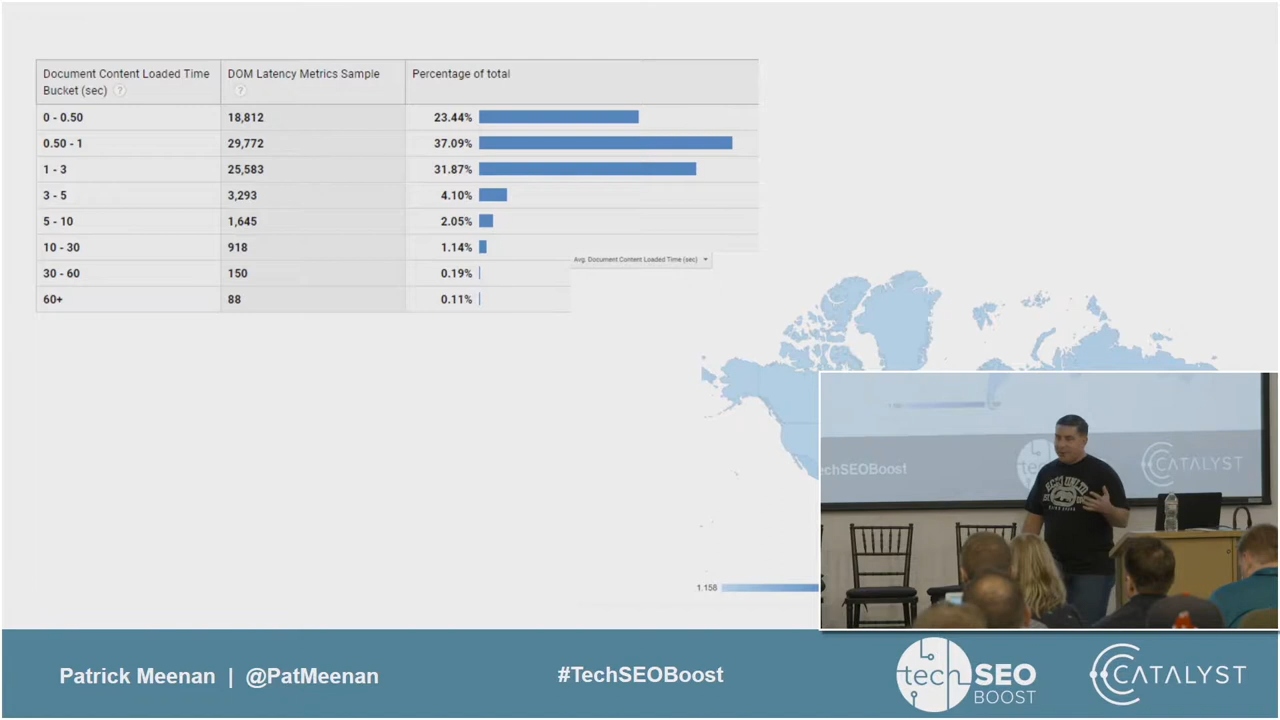 Document Content Loaded Time
Bucket (sec) ?
DOM Latency Metrics Sample
?
Percentage of total
0 - 0.50 18,812 23.44%
0.50 - 1 29,772 37.09%
1 - 3 25,583 31.87%
3 - 5 3,293 4.10%
5 - 10 1,645 2.05%
10 - 30 918 1.14%
30 - 60 150 0.19%
60+ 88 0.11%
Avg. Document Content Loaded Time (sec)
1.158
echSEOBoost
CATALYST
Patrick Meenan | @PatMeenan
#TechSEOBoost
tech SEO
BOOST
CATALYST